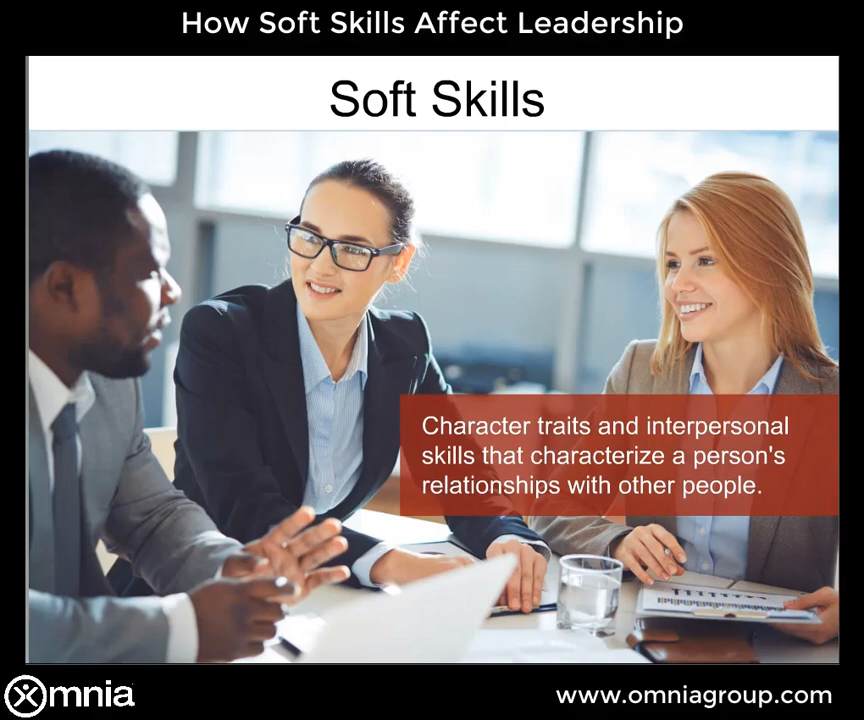 How Soft Skills Affect Leadership
Soft Skills
Character traits and interpersonal
skills that characterize a person's
relationships with other people.
Omnia
www.omniagroup.com